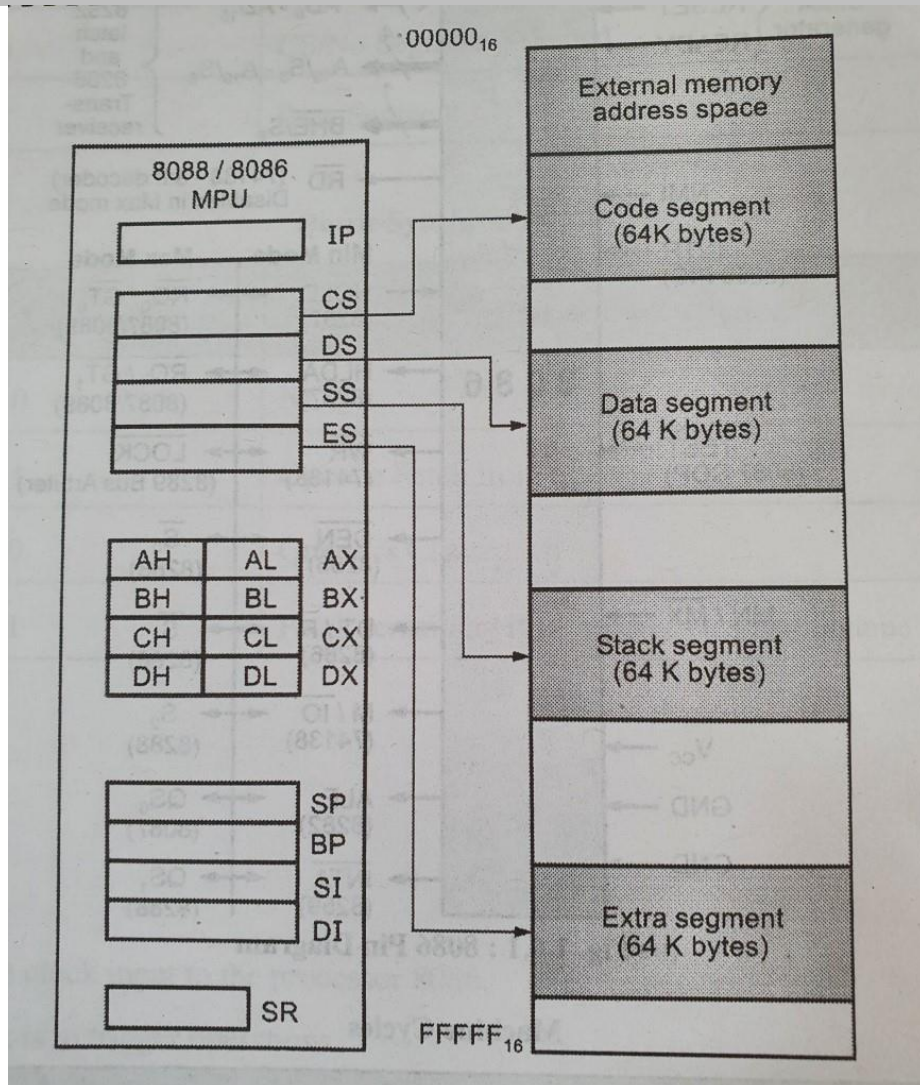 00000₁₆
External memory
address space
8088 / 8086
MPU
IP
CS
DS
SS
ES
Code segment
(64K bytes)
Data segment
(64 K bytes)
AH AL AX
BH BL BX
CH CL CX
DH DL DX
Stack segment
(64 K bytes)
SP
BP
SI
DI
Extra segment
(64 K bytes)
SR
FFFFF₁₆